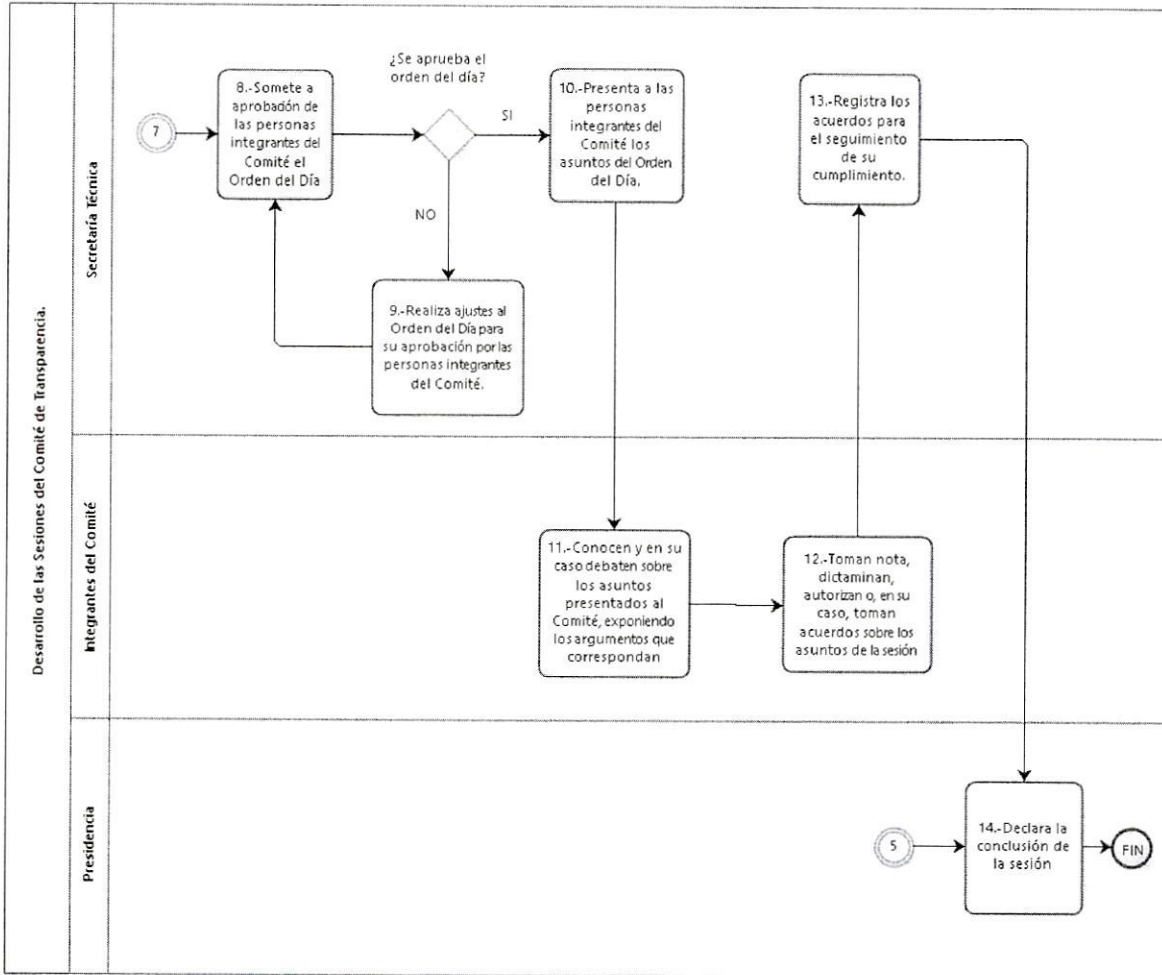 Desarrollo de las Sesiones del Comité de Transparencia.
Secretaría Técnica
7
8.-Somete a
aprobación de
las personas
integrantes del
Comité el
Orden del Día
¿Se aprueba el
orden del día?
SI
NO
9.-Realiza ajustes al
Orden del Día para
su aprobación por las
personas integrantes
del Comité.
10.-Presenta a las
personas
integrantes del
Comité los
asuntos del Orden
del Día.
13.-Registra los
acuerdos para
el seguimiento
de su
cumplimiento.
Integrantes del Comité
11.-Conocen y en su
caso debaten sobre
los asuntos
presentados al
Comité, exponiendo
los argumentos que
correspondan
12.-Toman nota,
dictaminan,
autorizan o, en su
caso, toman
acuerdos sobre los
asuntos de la sesión
Presidencia
5
14.-Declara la
conclusión de
la sesión
FIN